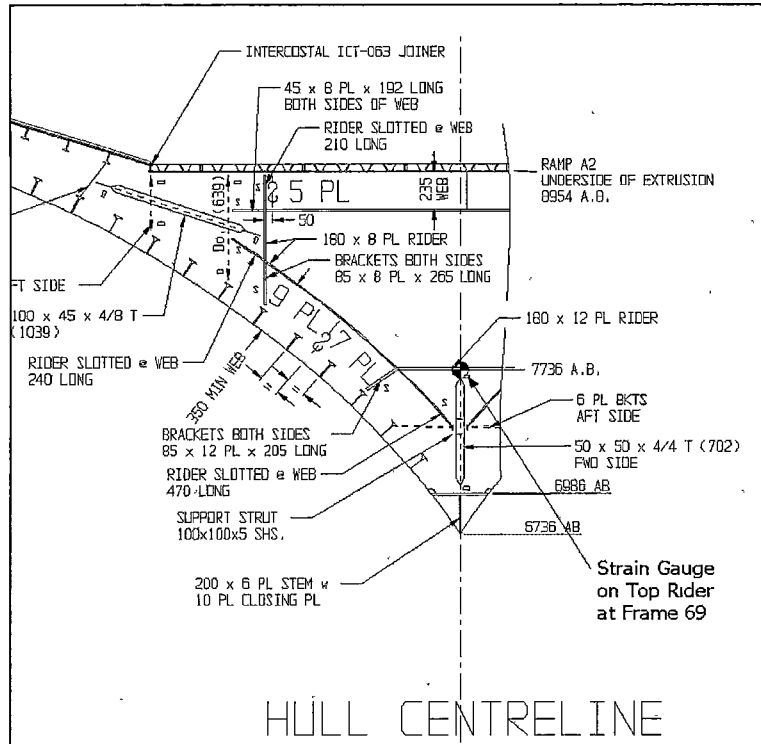 INTERCOSTAL ICT-063 JOINER
45 x 8 PL x 192 LONG
BOTH SIDES OF WEB
RIDER SLOTTED @ WEB
210 LONG
RAMP A2
UNDERSIDE OF EXTRUSION
8954 A.B.
(639)
Do.
5 PL
235
WEB
50
160 x 8 PL RIDER
BRACKETS BOTH SIDES
85 x 8 PL x 265 LONG
FT SIDE
100 x 45 x 4/8 T
(1039)
9 PL
7 PL
180 x 12 PL RIDER
RIDER SLOTTED @ WEB
240 LONG
350 MIN WEB
7736 A.B.
6 PL BKTS
AFT SIDE
BRACKETS BOTH SIDES
85 x 12 PL x 205 LONG
50 x 50 x 4/4 T (702)
FWD SIDE
RIDER SLOTTED @ WEB
470 LONG
6986 AB
SUPPORT STRUT
100x100x5 SHS.
6736 AB
200 x 6 PL STEM w
10 PL CLOSING PL
Strain Gauge
on Top Rider
at Frame 69
HULL CENTRELINE